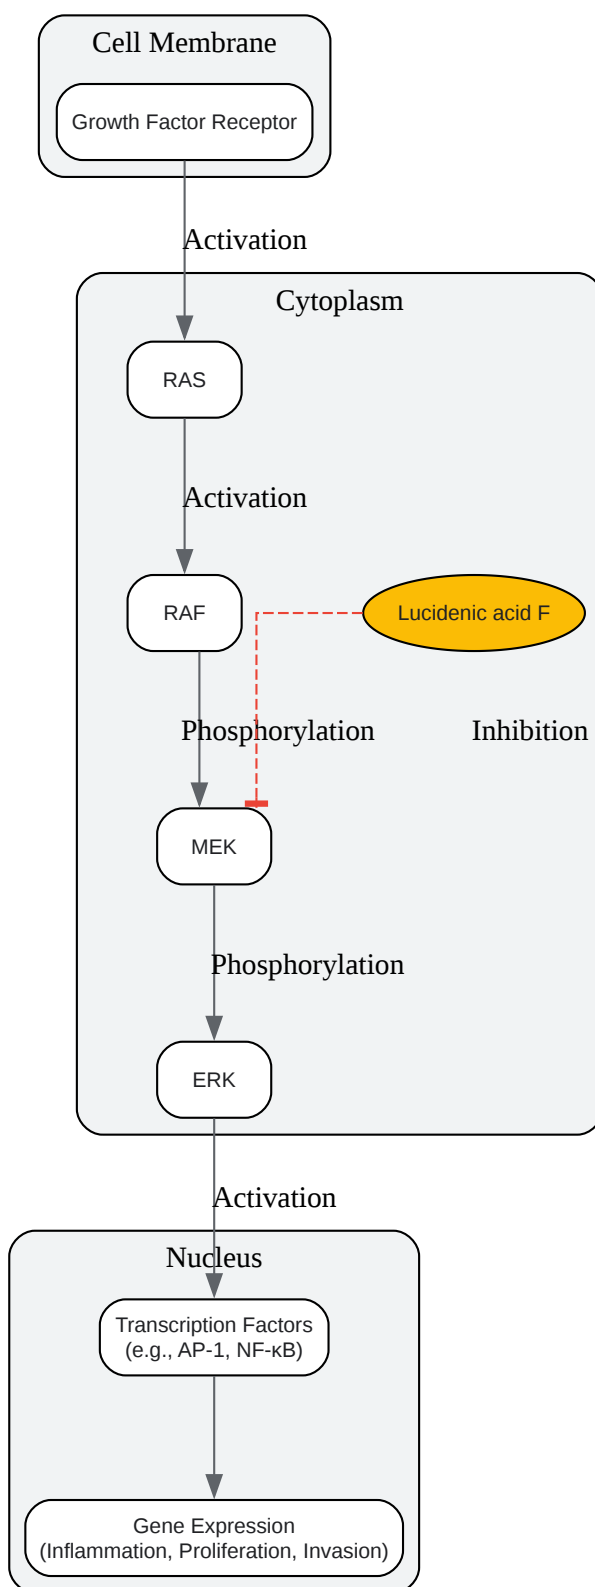 Cell Membrane
Growth Factor Receptor
Activation
Cytoplasm
RAS
Activation
RAF
Lucidenic acid F
Phosphorylation
Inhibition
MEK
Phosphorylation
ERK
Activation
Nucleus
Transcription Factors
(e.g., AP-1, NF-κB)
Gene Expression
(Inflammation, Proliferation, Invasion)